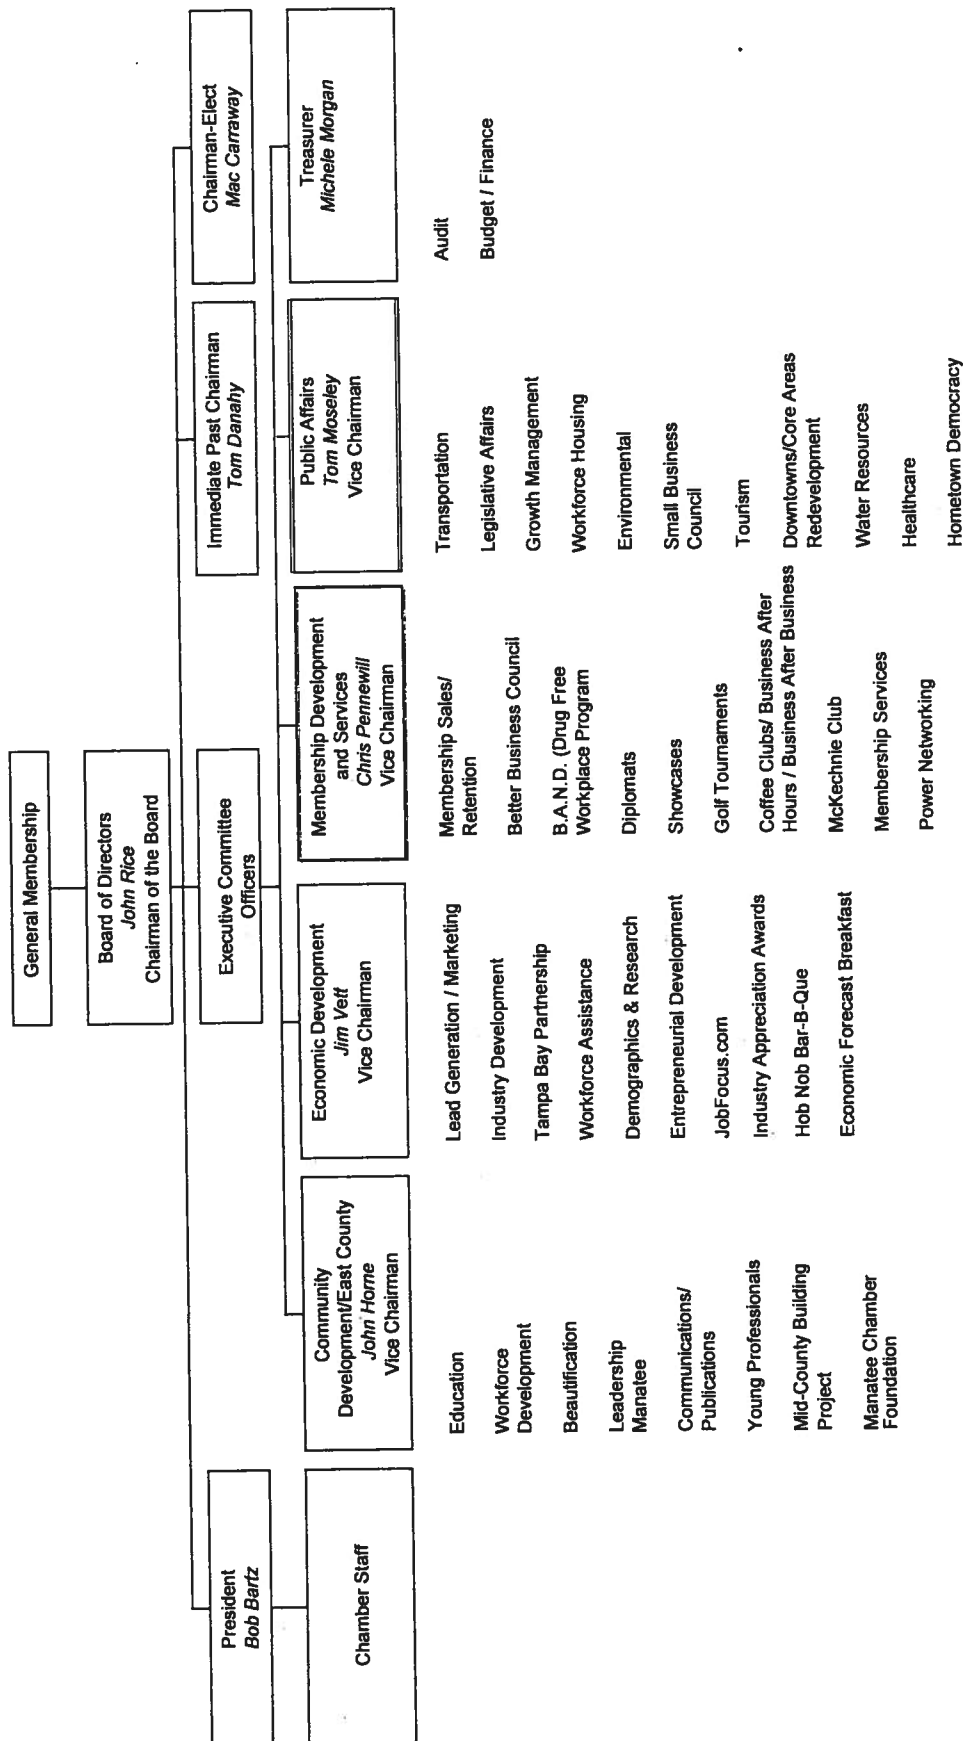 General Membership
Board of Directors
John Rice
Chairman of the Board
President
Bob Bartz
Executive Committee
Officers
Immediate Past Chairman
Tom Danahy
Chairman-Elect
Mac Carraway
Chamber Staff
Community
Development/East County
John Horne
Vice Chairman
Education
Workforce
Development
Beautification
Leadership
Manatee
Communications/
Publications
Young Professionals
Mid-County Building
Project
Manatee Chamber
Foundation
Economic Development
Jim Vett
Vice Chairman
Lead Generation / Marketing
Industry Development
Tampa Bay Partnership
Workforce Assistance
Demographics & Research
Entrepreneurial Development
JobFocus.com
Industry Appreciation Awards
Hob Nob Bar-B-Que
Economic Forecast Breakfast
Membership Development
and Services
Chris Pennewill
Vice Chairman
Membership Sales/
Retention
Better Business Council
B.A.N.D. (Drug Free
Workplace Program
Diplomats
Showcases
Golf Tournaments
Coffee Clubs/ Business After
Hours / Business After Business
McKechnie Club
Membership Services
Power Networking
Public Affairs
Tom Moseley
Vice Chairman
Transportation
Legislative Affairs
Growth Management
Workforce Housing
Environmental
Small Business
Council
Tourism
Downtowns/Core Areas
Redevelopment
Water Resources
Healthcare
Hometown Democracy
Treasurer
Michele Morgan
Audit
Budget / Finance